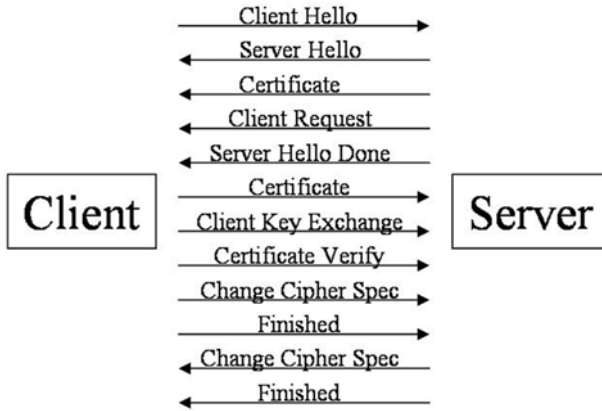 Client Hello
Server Hello
Certificate
Client Request
Server Hello Done
Certificate
Client Key Exchange
Certificate Verify
Change Cipher Spec
Finished
Change Cipher Spec
Finished
Client
Server